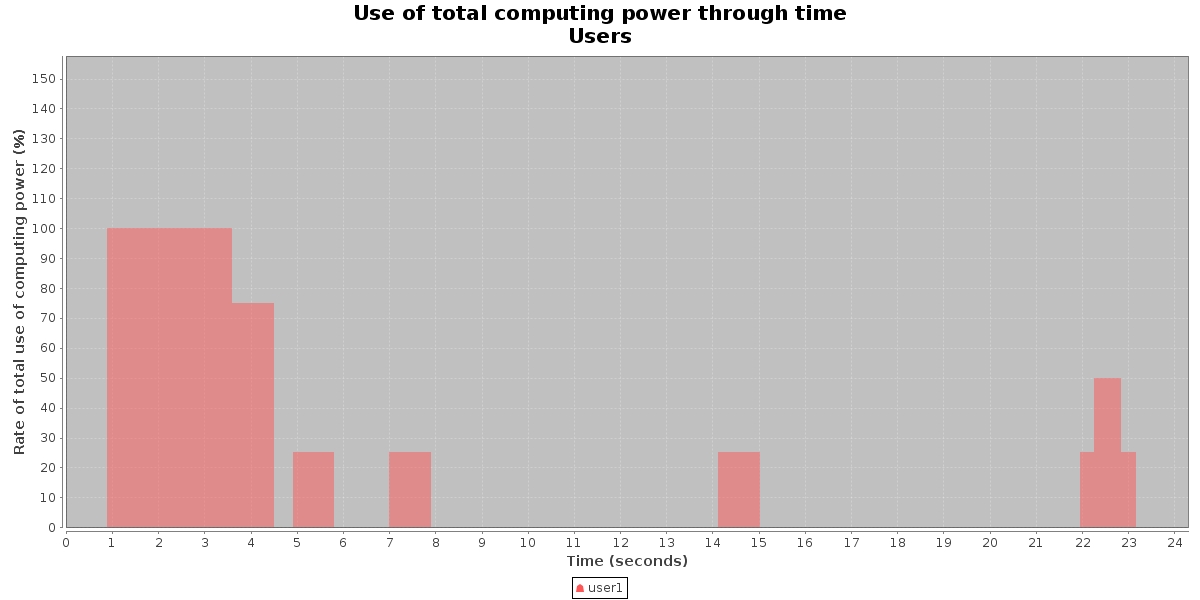 Use of total computing power through time
Users
Rate of total use of computing power (%)
150
140
130
120
110
100
90
80
70
60
50
40
30
20
10
0
0 1 2 3 4 5 6 7 8 9 10 11 12 13 14 15 16 17 18 19 20 21 22 23 24
Time (seconds)
user1